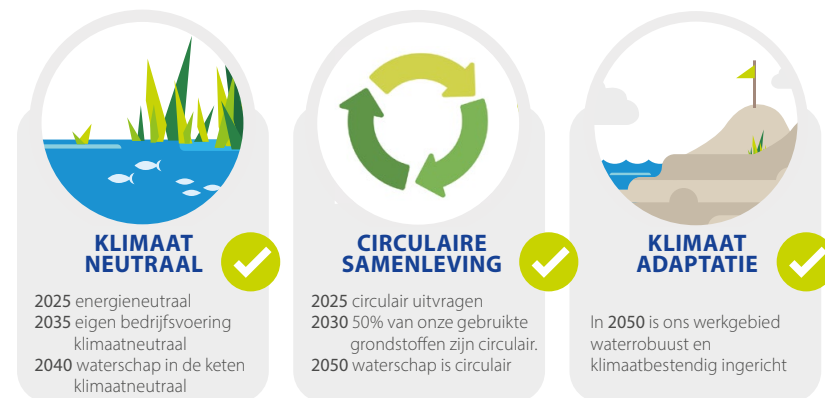 KLIMAAT
NEUTRAAL
2025 energieneutraal
2035 eigen bedrijfsvoering
klimaatneutraal
2040 waterschap in de keten
klimaatneutraal
CIRCULAIRE
SAMENLEVING
2025 circulair uitvragen
2030 50% van onze gebruikte
grondstoffen zijn circulair.
2050 waterschap is circulair
KLIMAAT
ADAPTATIE
In 2050 is ons werkgebied
waterrobuust en
klimaatbestendig ingericht